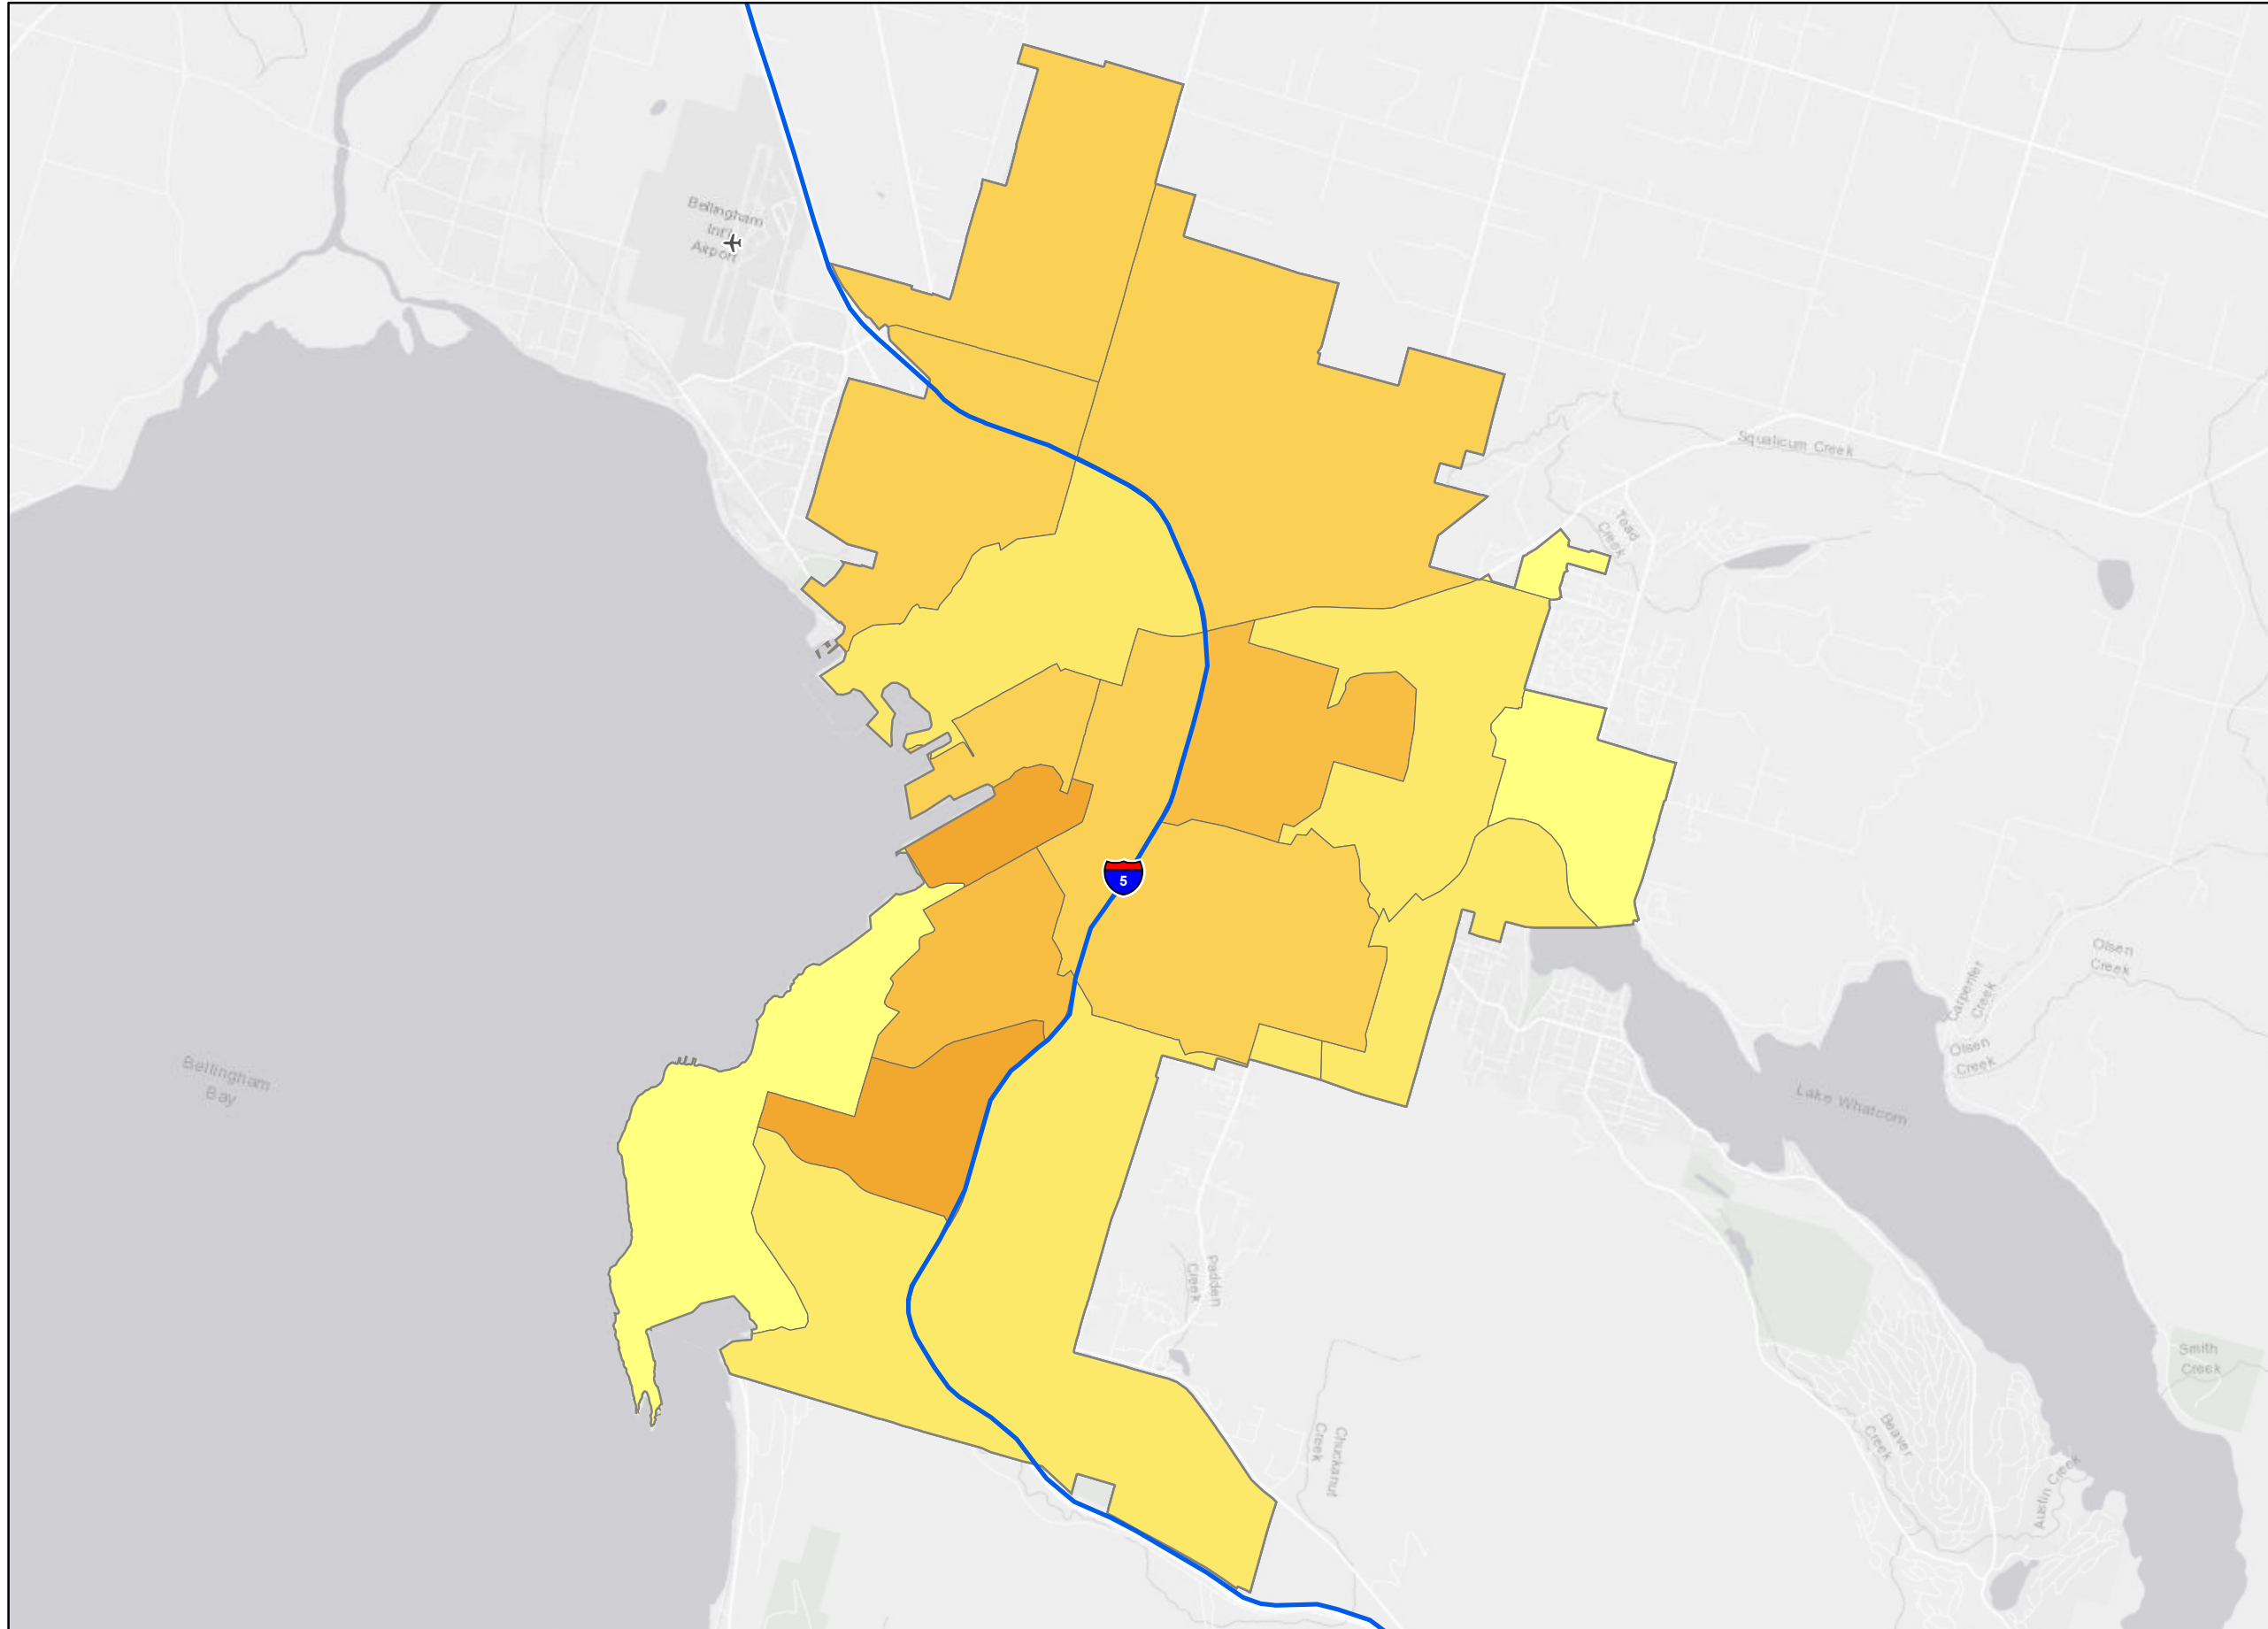 Bellingham
Int'l
Airport
Squalicum Creek
Toad
Creek
5
Olsen
Creek
Carpenter
Creek
Olsen
Creek
Bellingham
Bay
Lake Whatcom
Padden
Creek
Smith
Creek
Chuckanut
Creek
Beaver
Creek
Austin Creek